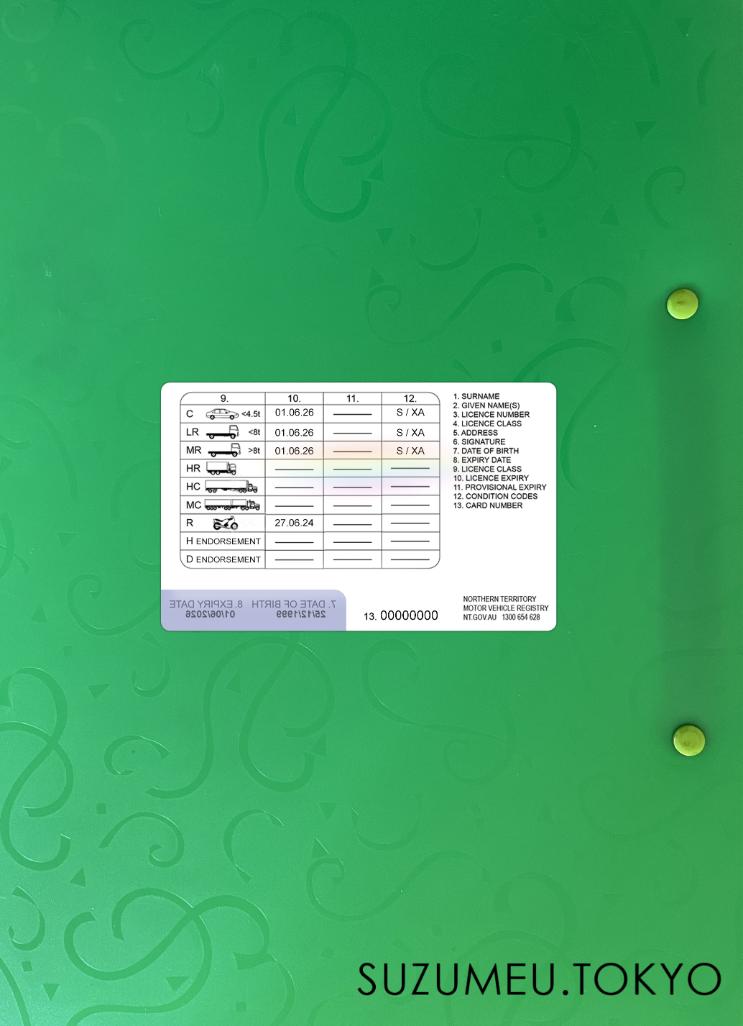 9. 10. 11. 12.
C <4.5t 01.06.26 S / XA
LR <8t 01.06.26 S / XA
MR >8t 01.06.26 S / XA
HR
HC
MC
R 27.06.24
H ENDORSEMENT
D ENDORSEMENT
1. SURNAME
2. GIVEN NAME(S)
3. LICENCE NUMBER
4. LICENCE CLASS
5. ADDRESS
6. SIGNATURE
7. DATE OF BIRTH
8. EXPIRY DATE
9. LICENCE CLASS
10. LICENCE EXPIRY
11. PROVISIONAL EXPIRY
12. CONDITION CODES
13. CARD NUMBER
7. DATE OF BIRTH 8. EXPIRY DATE
25/12/1999 01/06/2026
13. 00000000
NORTHERN TERRITORY
MOTOR VEHICLE REGISTRY
NT.GOV.AU 1300 654 628
SUZUMEU.TOKYO